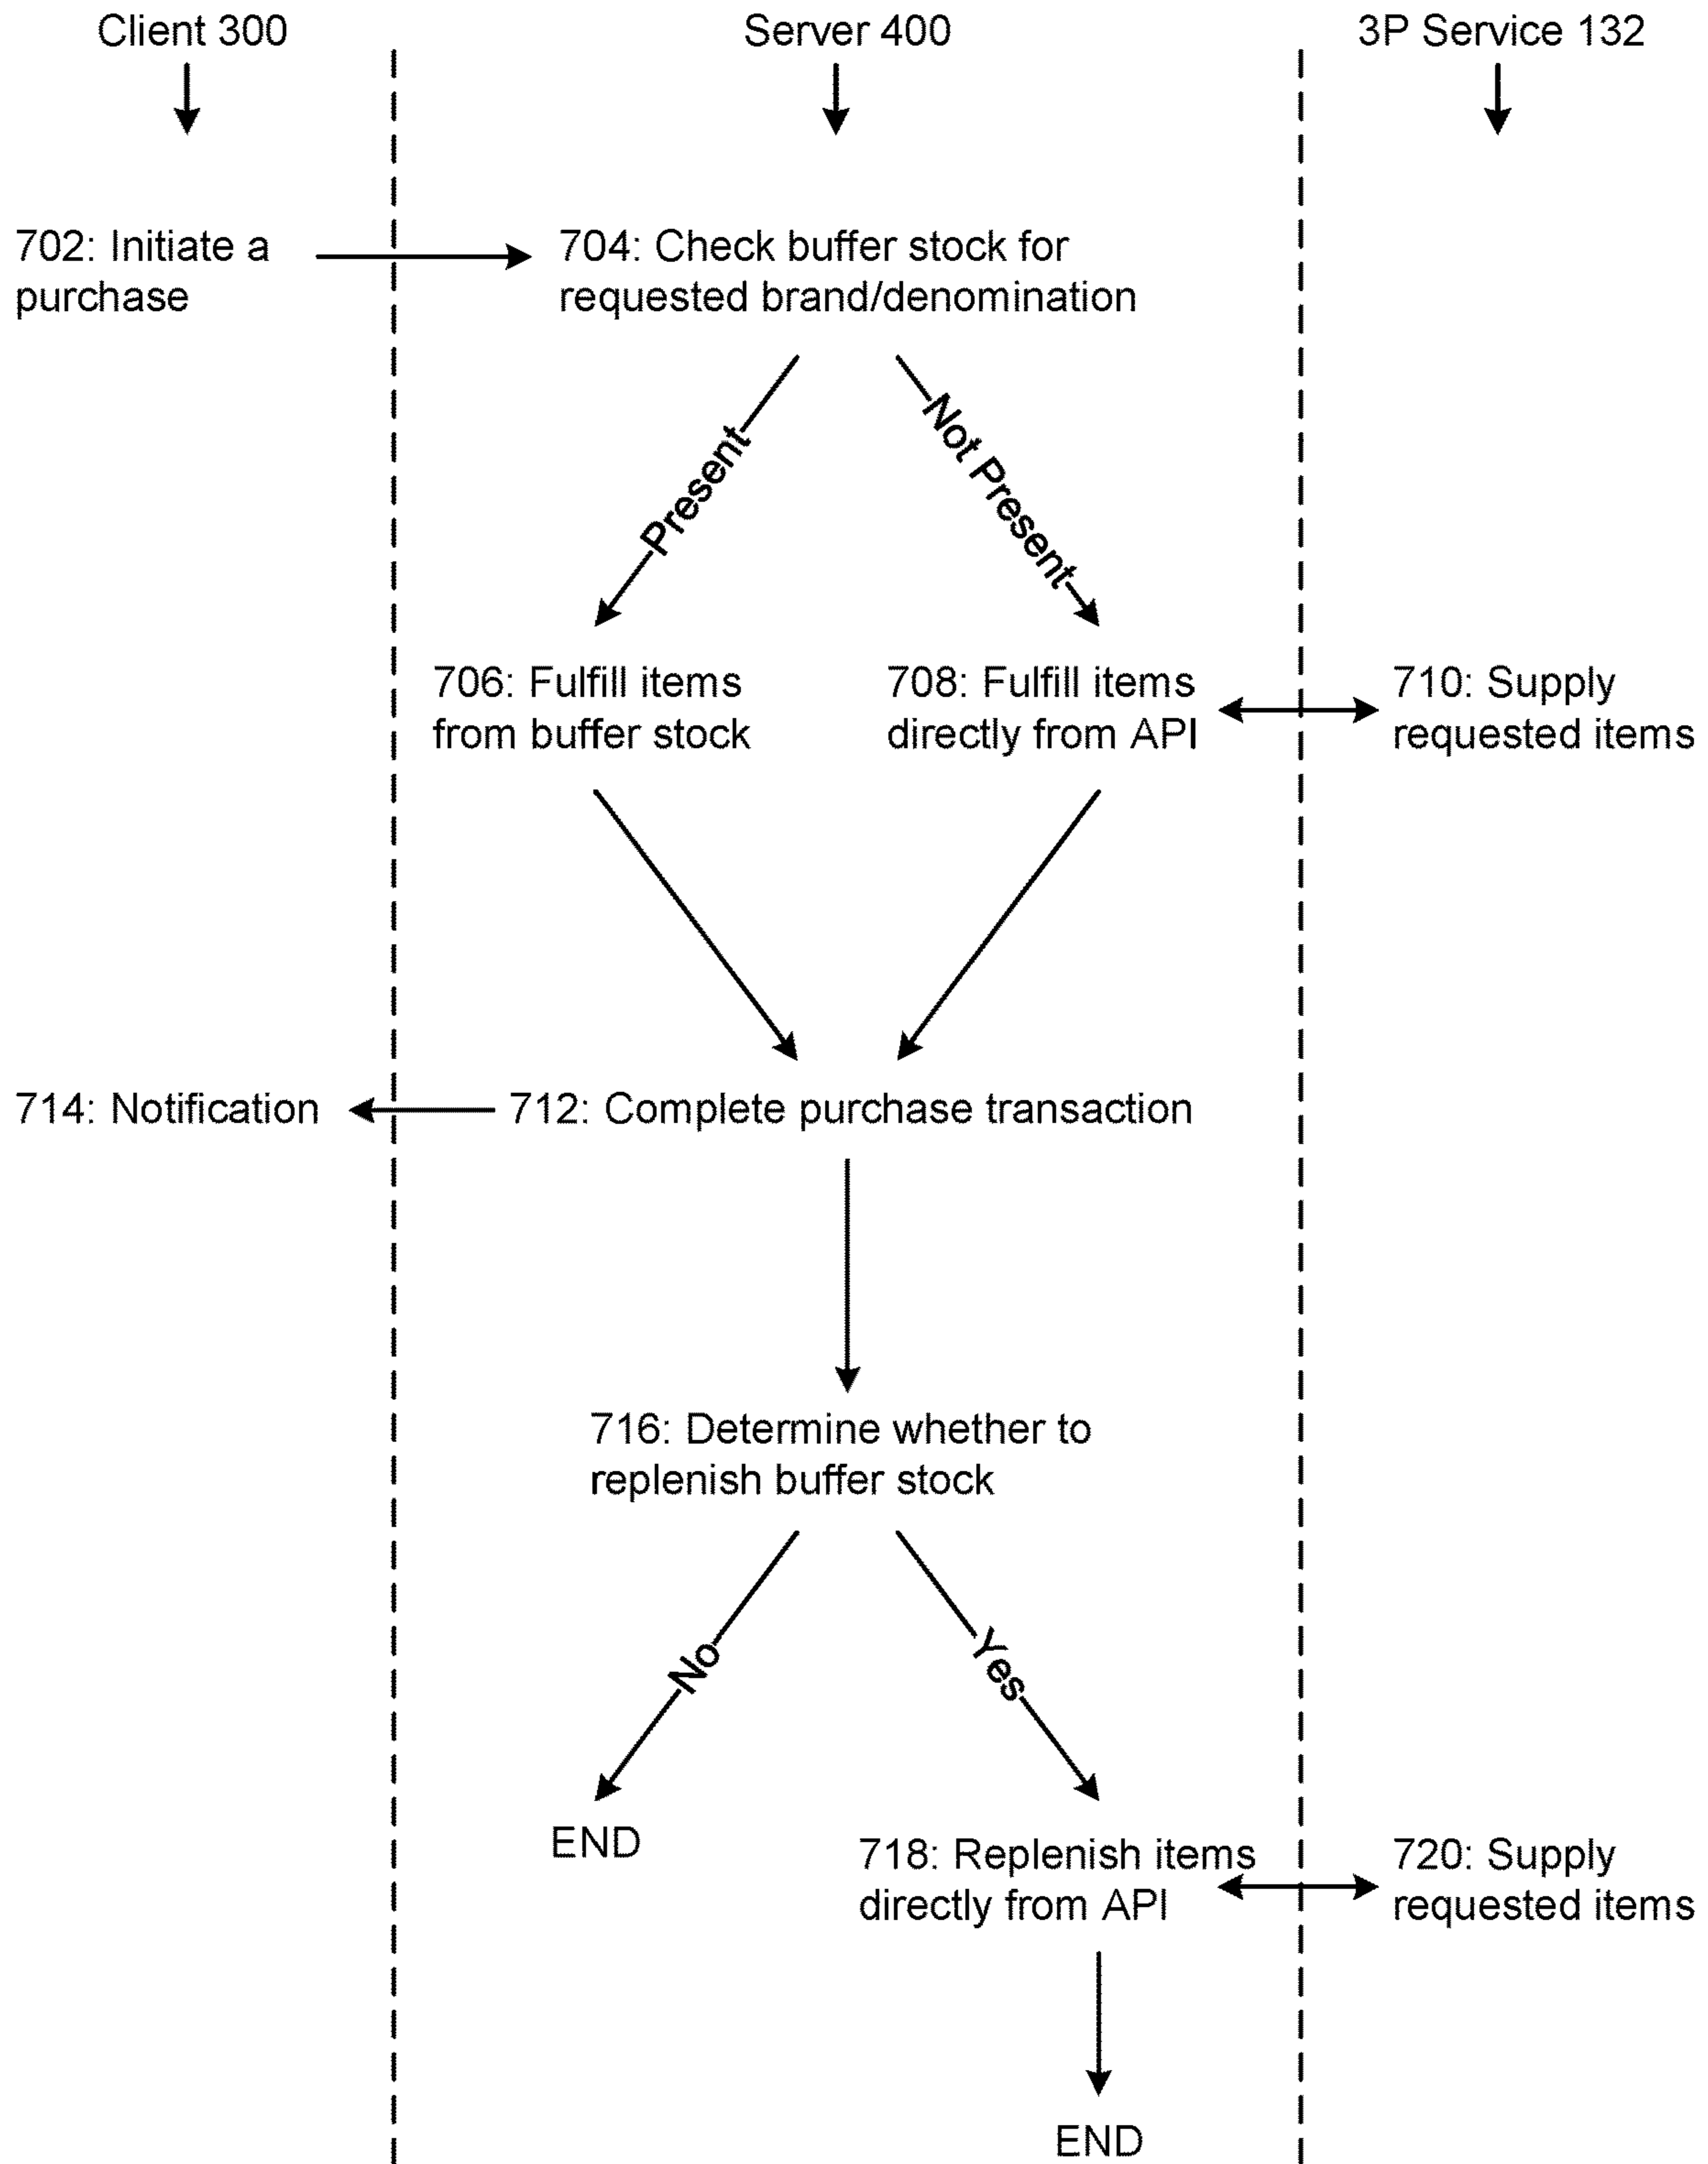 Client 300
Server 400
3P Service 132
702: Initiate a
purchase
704: Check buffer stock for
requested brand/denomination
Present
Not Present
706: Fulfill items
from buffer stock
708: Fulfill items
directly from API
710: Supply
requested items
714: Notification
712: Complete purchase transaction
716: Determine whether to
replenish buffer stock
No
Yes
END
718: Replenish items
directly from API
720: Supply
requested items
END